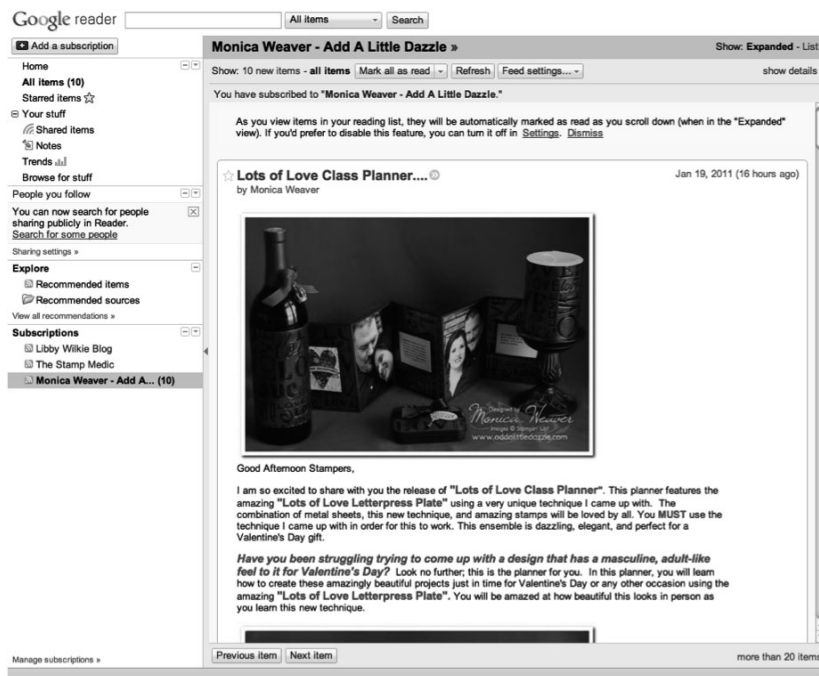 Google reader
All items
Search
Add a subscription
Home
All items (10)
Starred items
Your stuff
Shared items
Notes
Trends
Browse for stuff
People you follow
You can now search for people
sharing publicly in Reader.
Search for some people
Sharing settings »
Explore
Recommended items
Recommended sources
View all recommendations »
Subscriptions
Libby Wilkie Blog
The Stamp Medic
Monica Weaver - Add A... (10)
Manage subscriptions »
Monica Weaver - Add A Little Dazzle »
Show: Expanded - List
Show: 10 new items - all items Mark all as read Refresh Feed settings... show details
You have subscribed to "Monica Weaver - Add A Little Dazzle."
As you view items in your reading list, they will be automatically marked as read as you scroll down (when in the "Expanded"
view). If you'd prefer to disable this feature, you can turn it off in Settings. Dismiss
Lots of Love Class Planner....
Jan 19, 2011 (16 hours ago)
by Monica Weaver
Designed by
Monica Weaver
Images © Stampin' Up!
www.addalittledazzle.com
Good Afternoon Stampers,
I am so excited to share with you the release of "Lots of Love Class Planner". This planner features the
amazing "Lots of Love Letterpress Plate" using a very unique technique I came up with. The
combination of metal sheets, this new technique, and amazing stamps will be loved by all. You MUST use the
technique I came up with in order for this to work. This ensemble is dazzling, elegant, and perfect for a
Valentine's Day gift.
Have you been struggling trying to come up with a design that has a masculine, adult-like
feel to it for Valentine's Day? Look no further; this is the planner for you. In this planner, you will learn
how to create these amazingly beautiful projects just in time for Valentine's Day or any other occasion using the
amazing "Lots of Love Letterpress Plate". You will be amazed at how beautiful this looks in person as
you learn this new technique.
Previous item Next item
more than 20 items